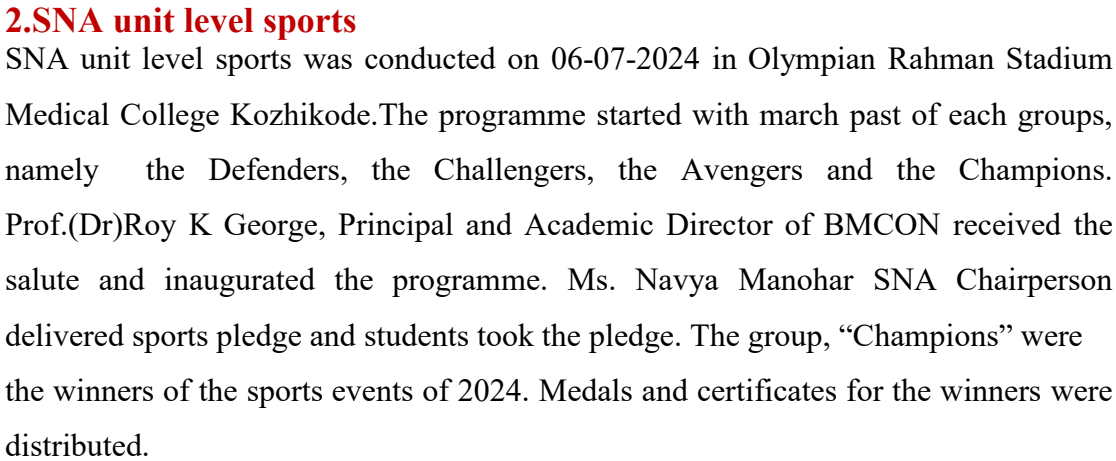 2.SNA unit level sports
SNA unit level sports was conducted on 06-07-2024 in Olympian Rahman Stadium
Medical College Kozhikode.The programme started with march past of each groups,
namely the Defenders, the Challengers, the Avengers and the Champions.
Prof.(Dr)Roy K George, Principal and Academic Director of BMCON received the
salute and inaugurated the programme. Ms. Navya Manohar SNA Chairperson
delivered sports pledge and students took the pledge. The group, “Champions” were
the winners of the sports events of 2024. Medals and certificates for the winners were
distributed.